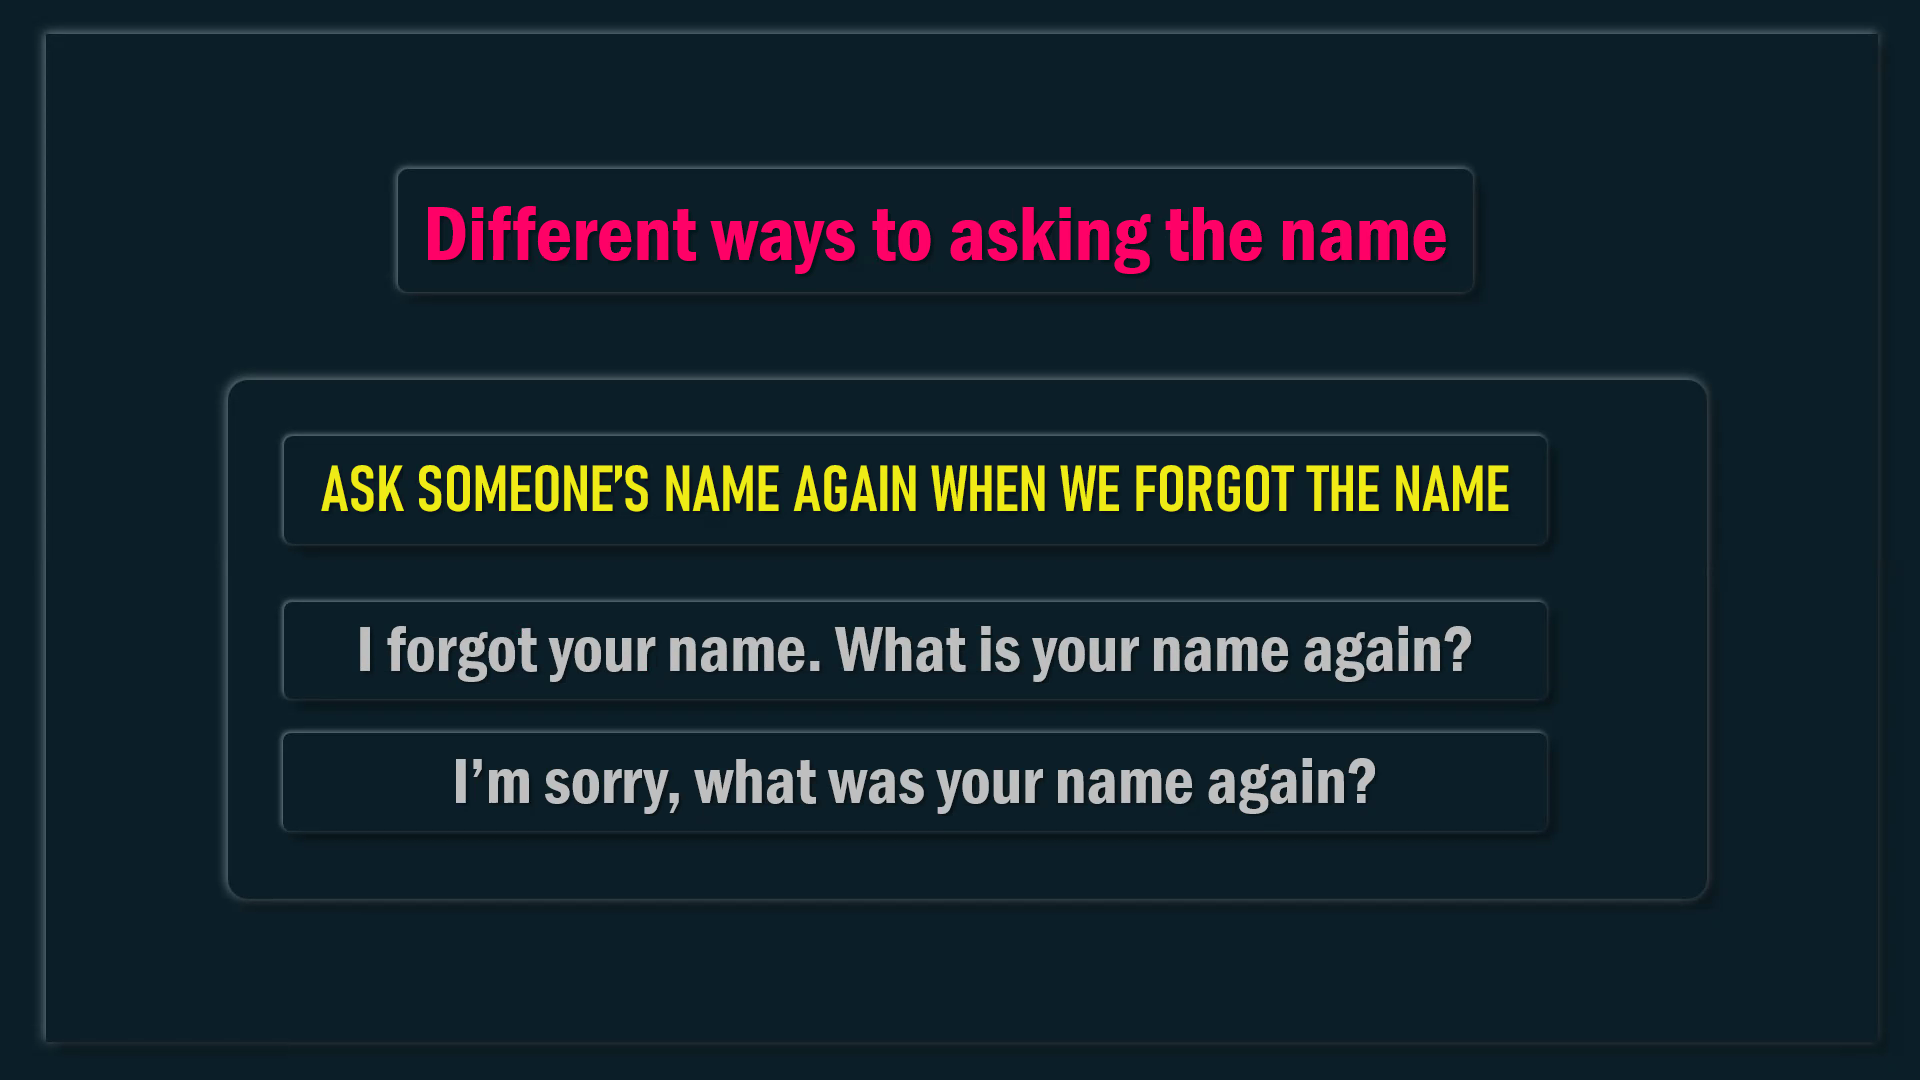 Different ways to asking the name
ASK SOMEONE’S NAME AGAIN WHEN WE FORGOT THE NAME
I forgot your name. What is your name again?
I’m sorry, what was your name again?